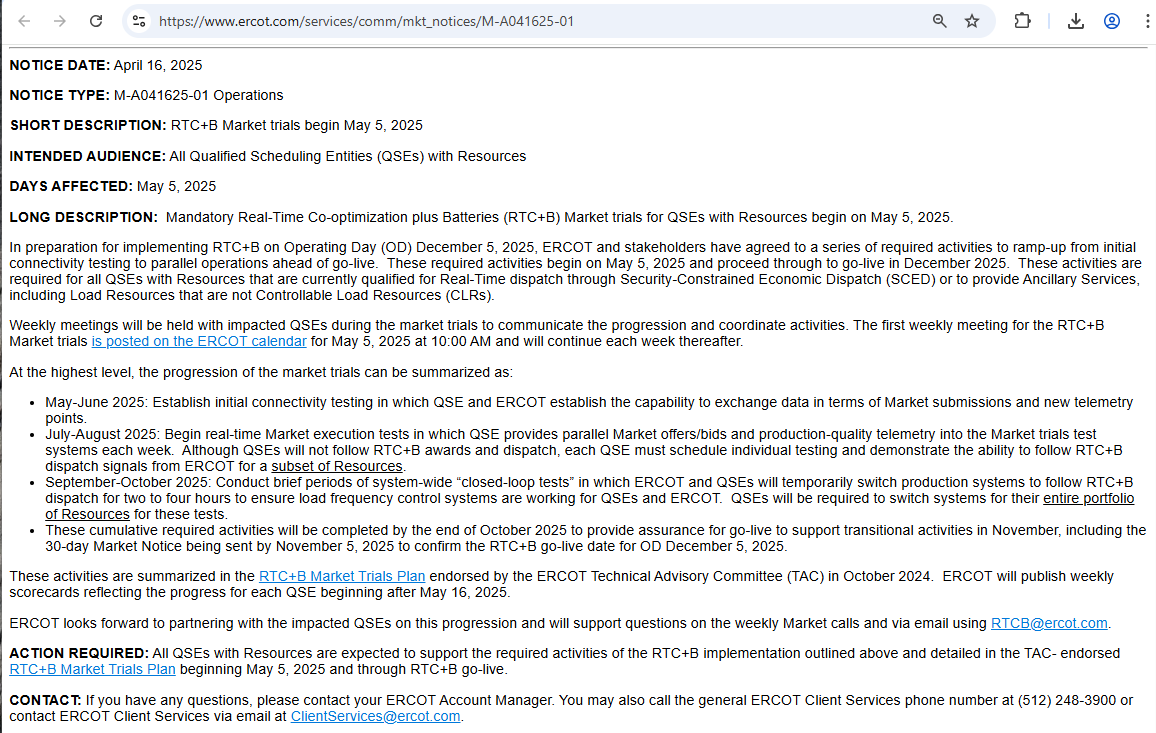 https://www.ercot.com/services/comm/mkt_notices/M-A041625-01
NOTICE DATE: April 16, 2025
NOTICE TYPE: M-A041625-01 Operations
SHORT DESCRIPTION: RTC+B Market trials begin May 5, 2025
INTENDED AUDIENCE: All Qualified Scheduling Entities (QSEs) with Resources
DAYS AFFECTED: May 5, 2025
LONG DESCRIPTION:  Mandatory Real-Time Co-optimization plus Batteries (RTC+B) Market trials for QSEs with Resources begin on May 5, 2025.
In preparation for implementing RTC+B on Operating Day (OD) December 5, 2025, ERCOT and stakeholders have agreed to a series of required activities to ramp-up from initial
connectivity testing to parallel operations ahead of go-live.  These required activities begin on May 5, 2025 and proceed through to go-live in December 2025.  These activities are
required for all QSEs with Resources that are currently qualified for Real-Time dispatch through Security-Constrained Economic Dispatch (SCED) or to provide Ancillary Services,
including Load Resources that are not Controllable Load Resources (CLRs).
Weekly meetings will be held with impacted QSEs during the market trials to communicate the progression and coordinate activities. The first weekly meeting for the RTC+B
Market trials is posted on the ERCOT calendar for May 5, 2025 at 10:00 AM and will continue each week thereafter.
At the highest level, the progression of the market trials can be summarized as:
• May-June 2025: Establish initial connectivity testing in which QSE and ERCOT establish the capability to exchange data in terms of Market submissions and new telemetry
points.
• July-August 2025: Begin real-time Market execution tests in which QSE provides parallel Market offers/bids and production-quality telemetry into the Market trials test
systems each week.  Although QSEs will not follow RTC+B awards and dispatch, each QSE must schedule individual testing and demonstrate the ability to follow RTC+B
dispatch signals from ERCOT for a subset of Resources.
• September-October 2025: Conduct brief periods of system-wide “closed-loop tests” in which ERCOT and QSEs will temporarily switch production systems to follow RTC+B
dispatch for two to four hours to ensure load frequency control systems are working for QSEs and ERCOT.  QSEs will be required to switch systems for their entire portfolio
of Resources for these tests.
• These cumulative required activities will be completed by the end of October 2025 to provide assurance for go-live to support transitional activities in November, including the
30-day Market Notice being sent by November 5, 2025 to confirm the RTC+B go-live date for OD December 5, 2025.
These activities are summarized in the RTC+B Market Trials Plan endorsed by the ERCOT Technical Advisory Committee (TAC) in October 2024.  ERCOT will publish weekly
scorecards reflecting the progress for each QSE beginning after May 16, 2025.
ERCOT looks forward to partnering with the impacted QSEs on this progression and will support questions on the weekly Market calls and via email using RTCB@ercot.com.
ACTION REQUIRED: All QSEs with Resources are expected to support the required activities of the RTC+B implementation outlined above and detailed in the TAC- endorsed
RTC+B Market Trials Plan beginning May 5, 2025 and through RTC+B go-live.
CONTACT: If you have any questions, please contact your ERCOT Account Manager. You may also call the general ERCOT Client Services phone number at (512) 248-3900 or
contact ERCOT Client Services via email at ClientServices@ercot.com.